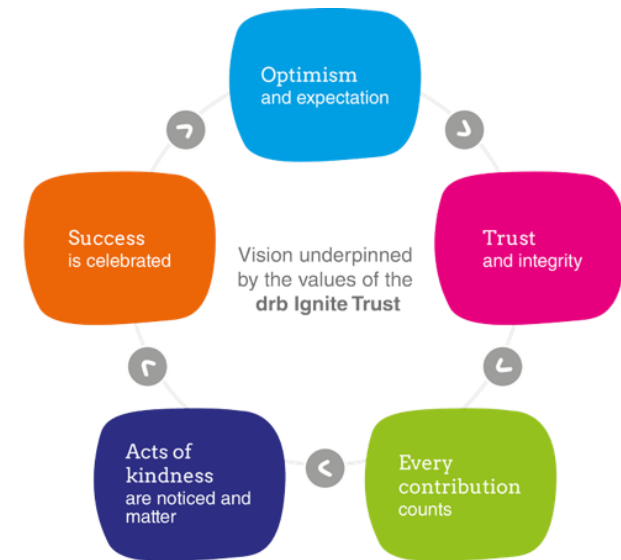 Optimism
and expectation
Trust
and integrity
Every
contribution
counts
Acts of
kindness
are noticed and
matter
Success
is celebrated
Vision underpinned
by the values of the
drb Ignite Trust